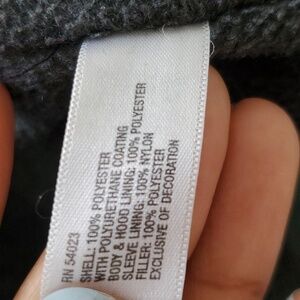 RN 54023
SHELL: 100% POLYESTER
WITH POLYURETHANE COATING
BODY & HOOD LINING: 100% POLYESTER
SLEEVE LINING: 100% NYLON
FILLER: 100% POLYESTER
EXCLUSIVE OF DECORATION